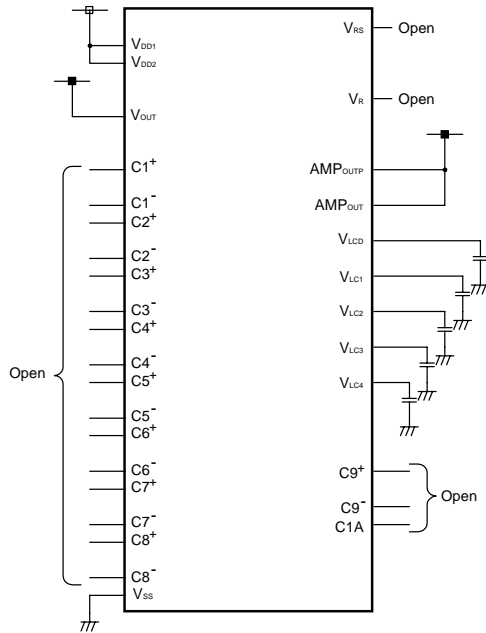 VDD1
VDD2
VOUT
C1+
C1-
C2+
C2-
C3+
C3-
C4+
C4-
C5+
C5-
C6+
C6-
C7+
C7-
C8+
C8-
VSS
Open
VRS
Open
VR
Open
AMPOUTP
AMPOUT
VLCD
VLC1
VLC2
VLC3
VLC4
C9+
C9-
C1A
Open